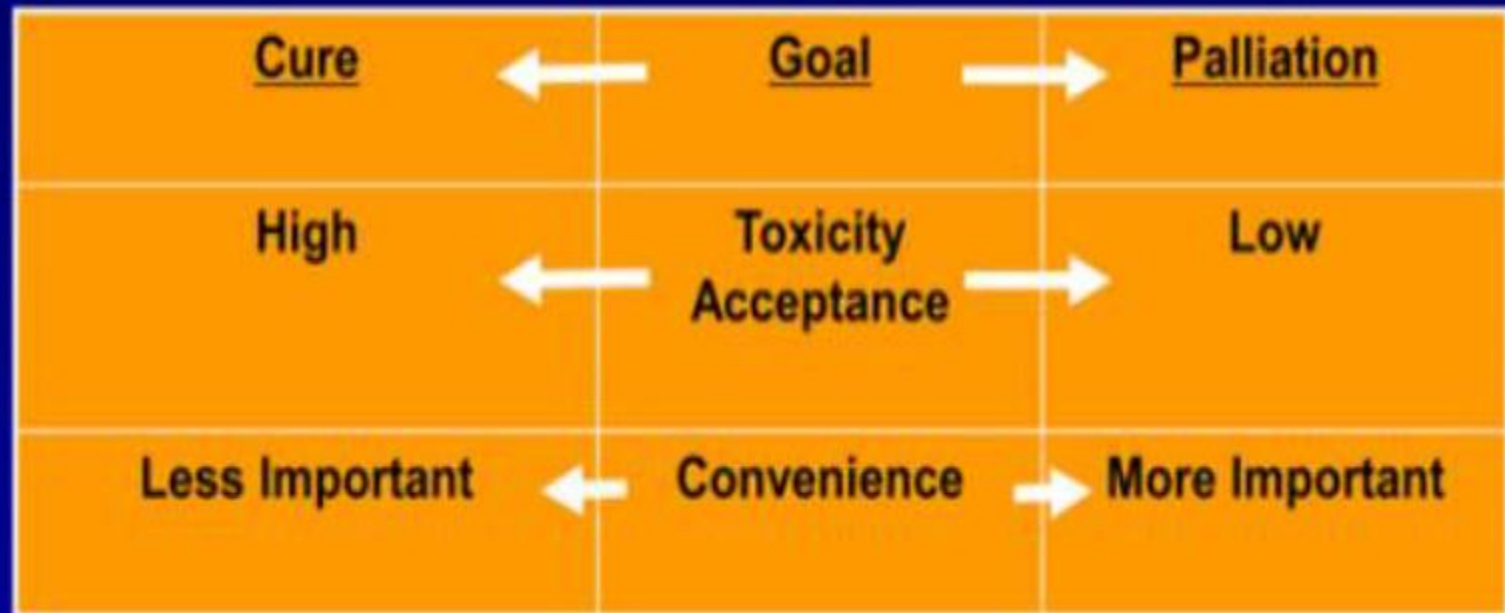 Cure Goal Palliation
High Toxicity Acceptance Low
Less Important Convenience More Important